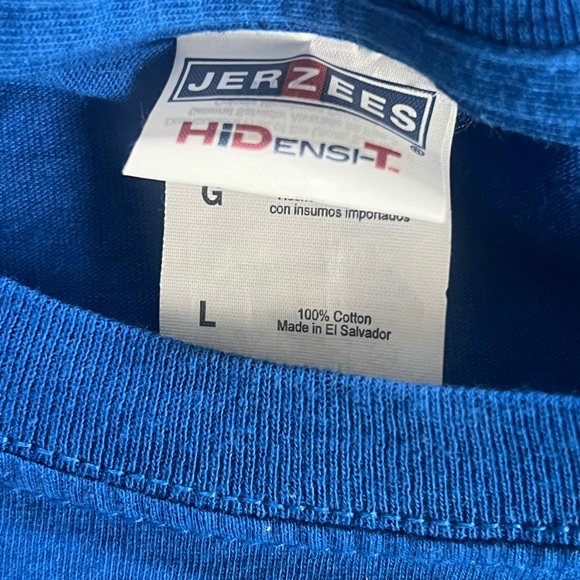 JERZEES
HiDENSI-T®
G
con insumos importados
L
100% Cotton
Made in El Salvador